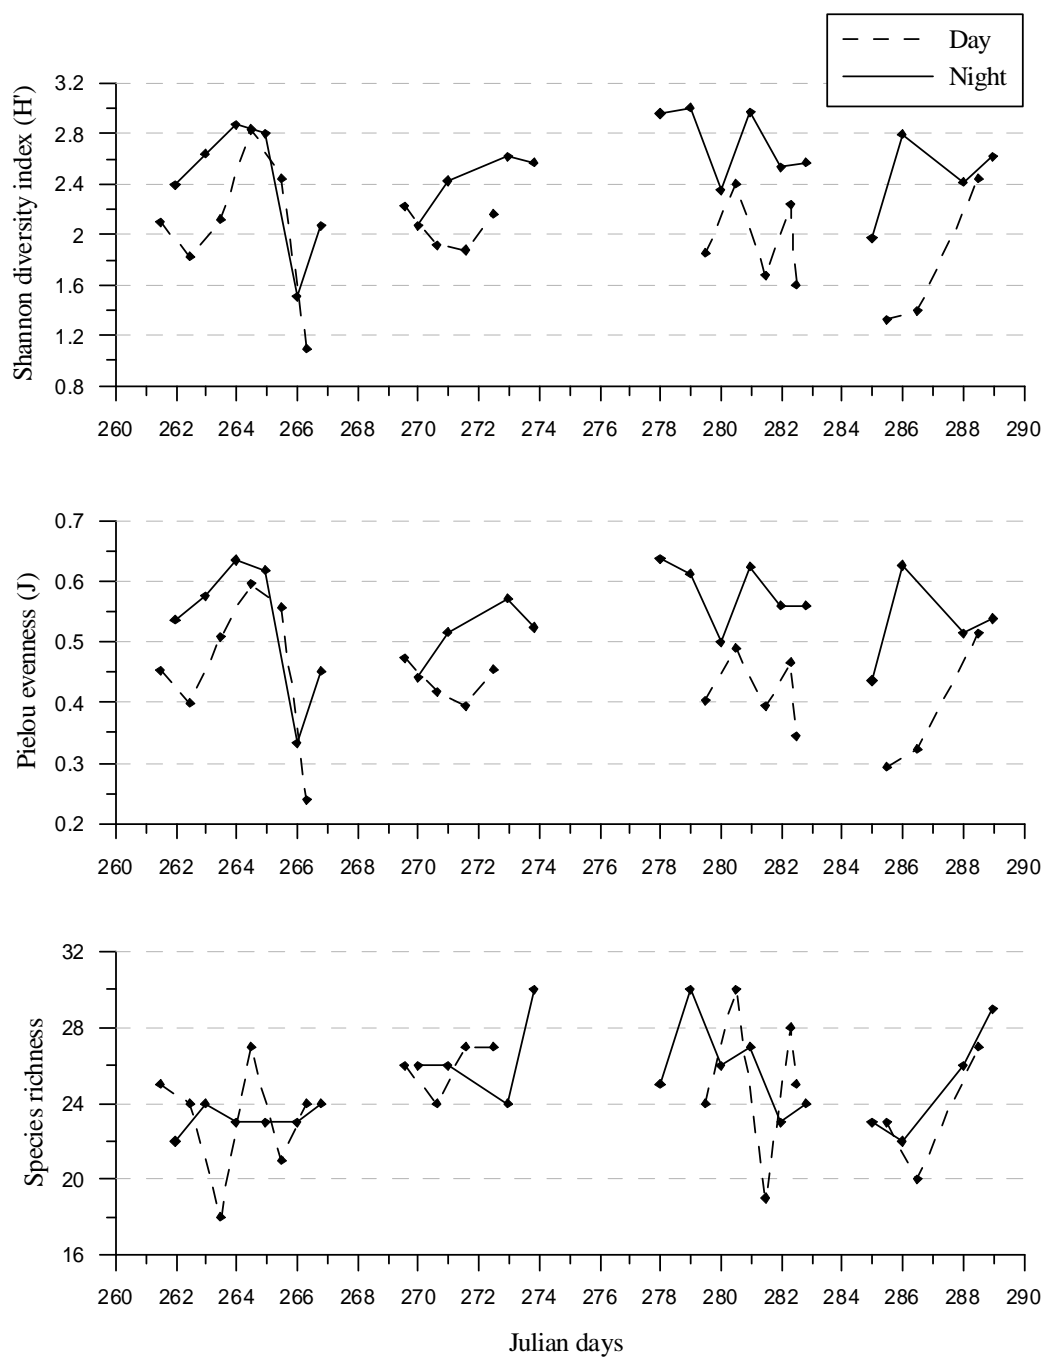 Day
Night
Shannon diversity index (H')
3.2
2.8
2.4
2
1.6
1.2
0.8
260 262 264 266 268 270 272 274 276 278 280 282 284 286 288 290
Pielou evenness (J)
0.7
0.6
0.5
0.4
0.3
0.2
260 262 264 266 268 270 272 274 276 278 280 282 284 286 288 290
Species richness
32
28
24
20
16
260 262 264 266 268 270 272 274 276 278 280 282 284 286 288 290
Julian days